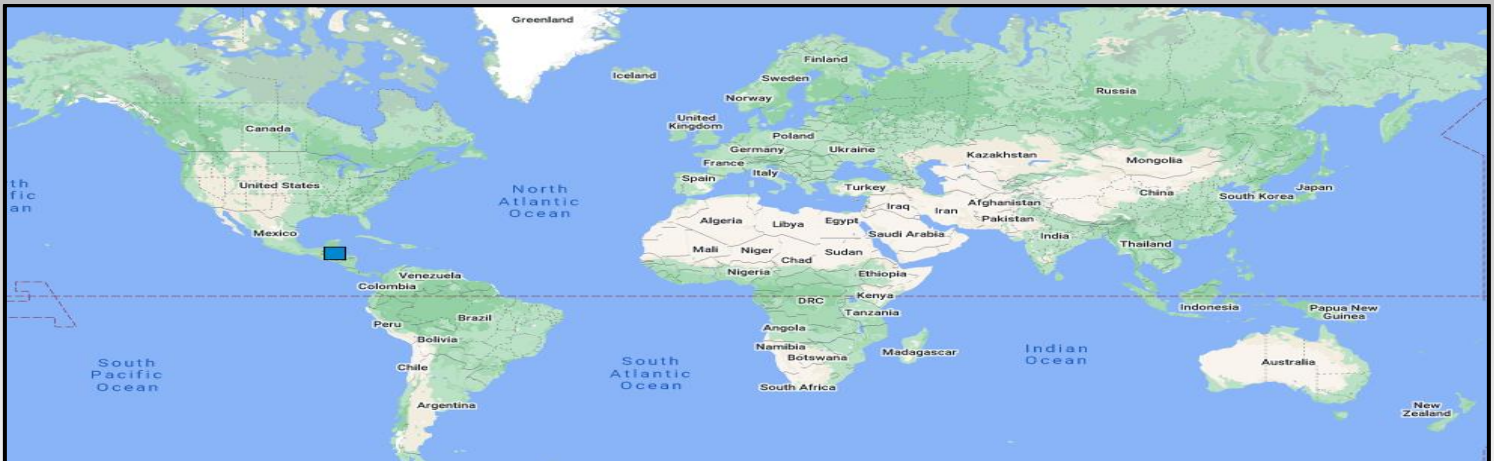 Greenland
Iceland
Finland
Sweden
Norway
Russia
United
Kingdom
Canada
Poland
Germany
Ukraine
France
Kazakhstan
Mongolia
Italy
Spain
United States
Turkey
th
fic
an
North
Atlantic
Ocean
China
Japan
South Korea
Iraq
Iran
Afghanistan
Pakistan
Algeria
Libya
Egypt
Saudi Arabia
India
Mexico
Mali
Niger
Chad
Sudan
Thailand
Venezuela
Colombia
Nigeria
Ethiopia
DRC
Kenya
Tanzania
Indonesia
Papua New
Guinea
Peru
Brazil
Bolivia
Angola
Namibia
Botswana
Madagascar
South
Pacific
Ocean
South
Atlantic
Ocean
Indian
Ocean
Australia
Chile
South Africa
Argentina
New
Zealand